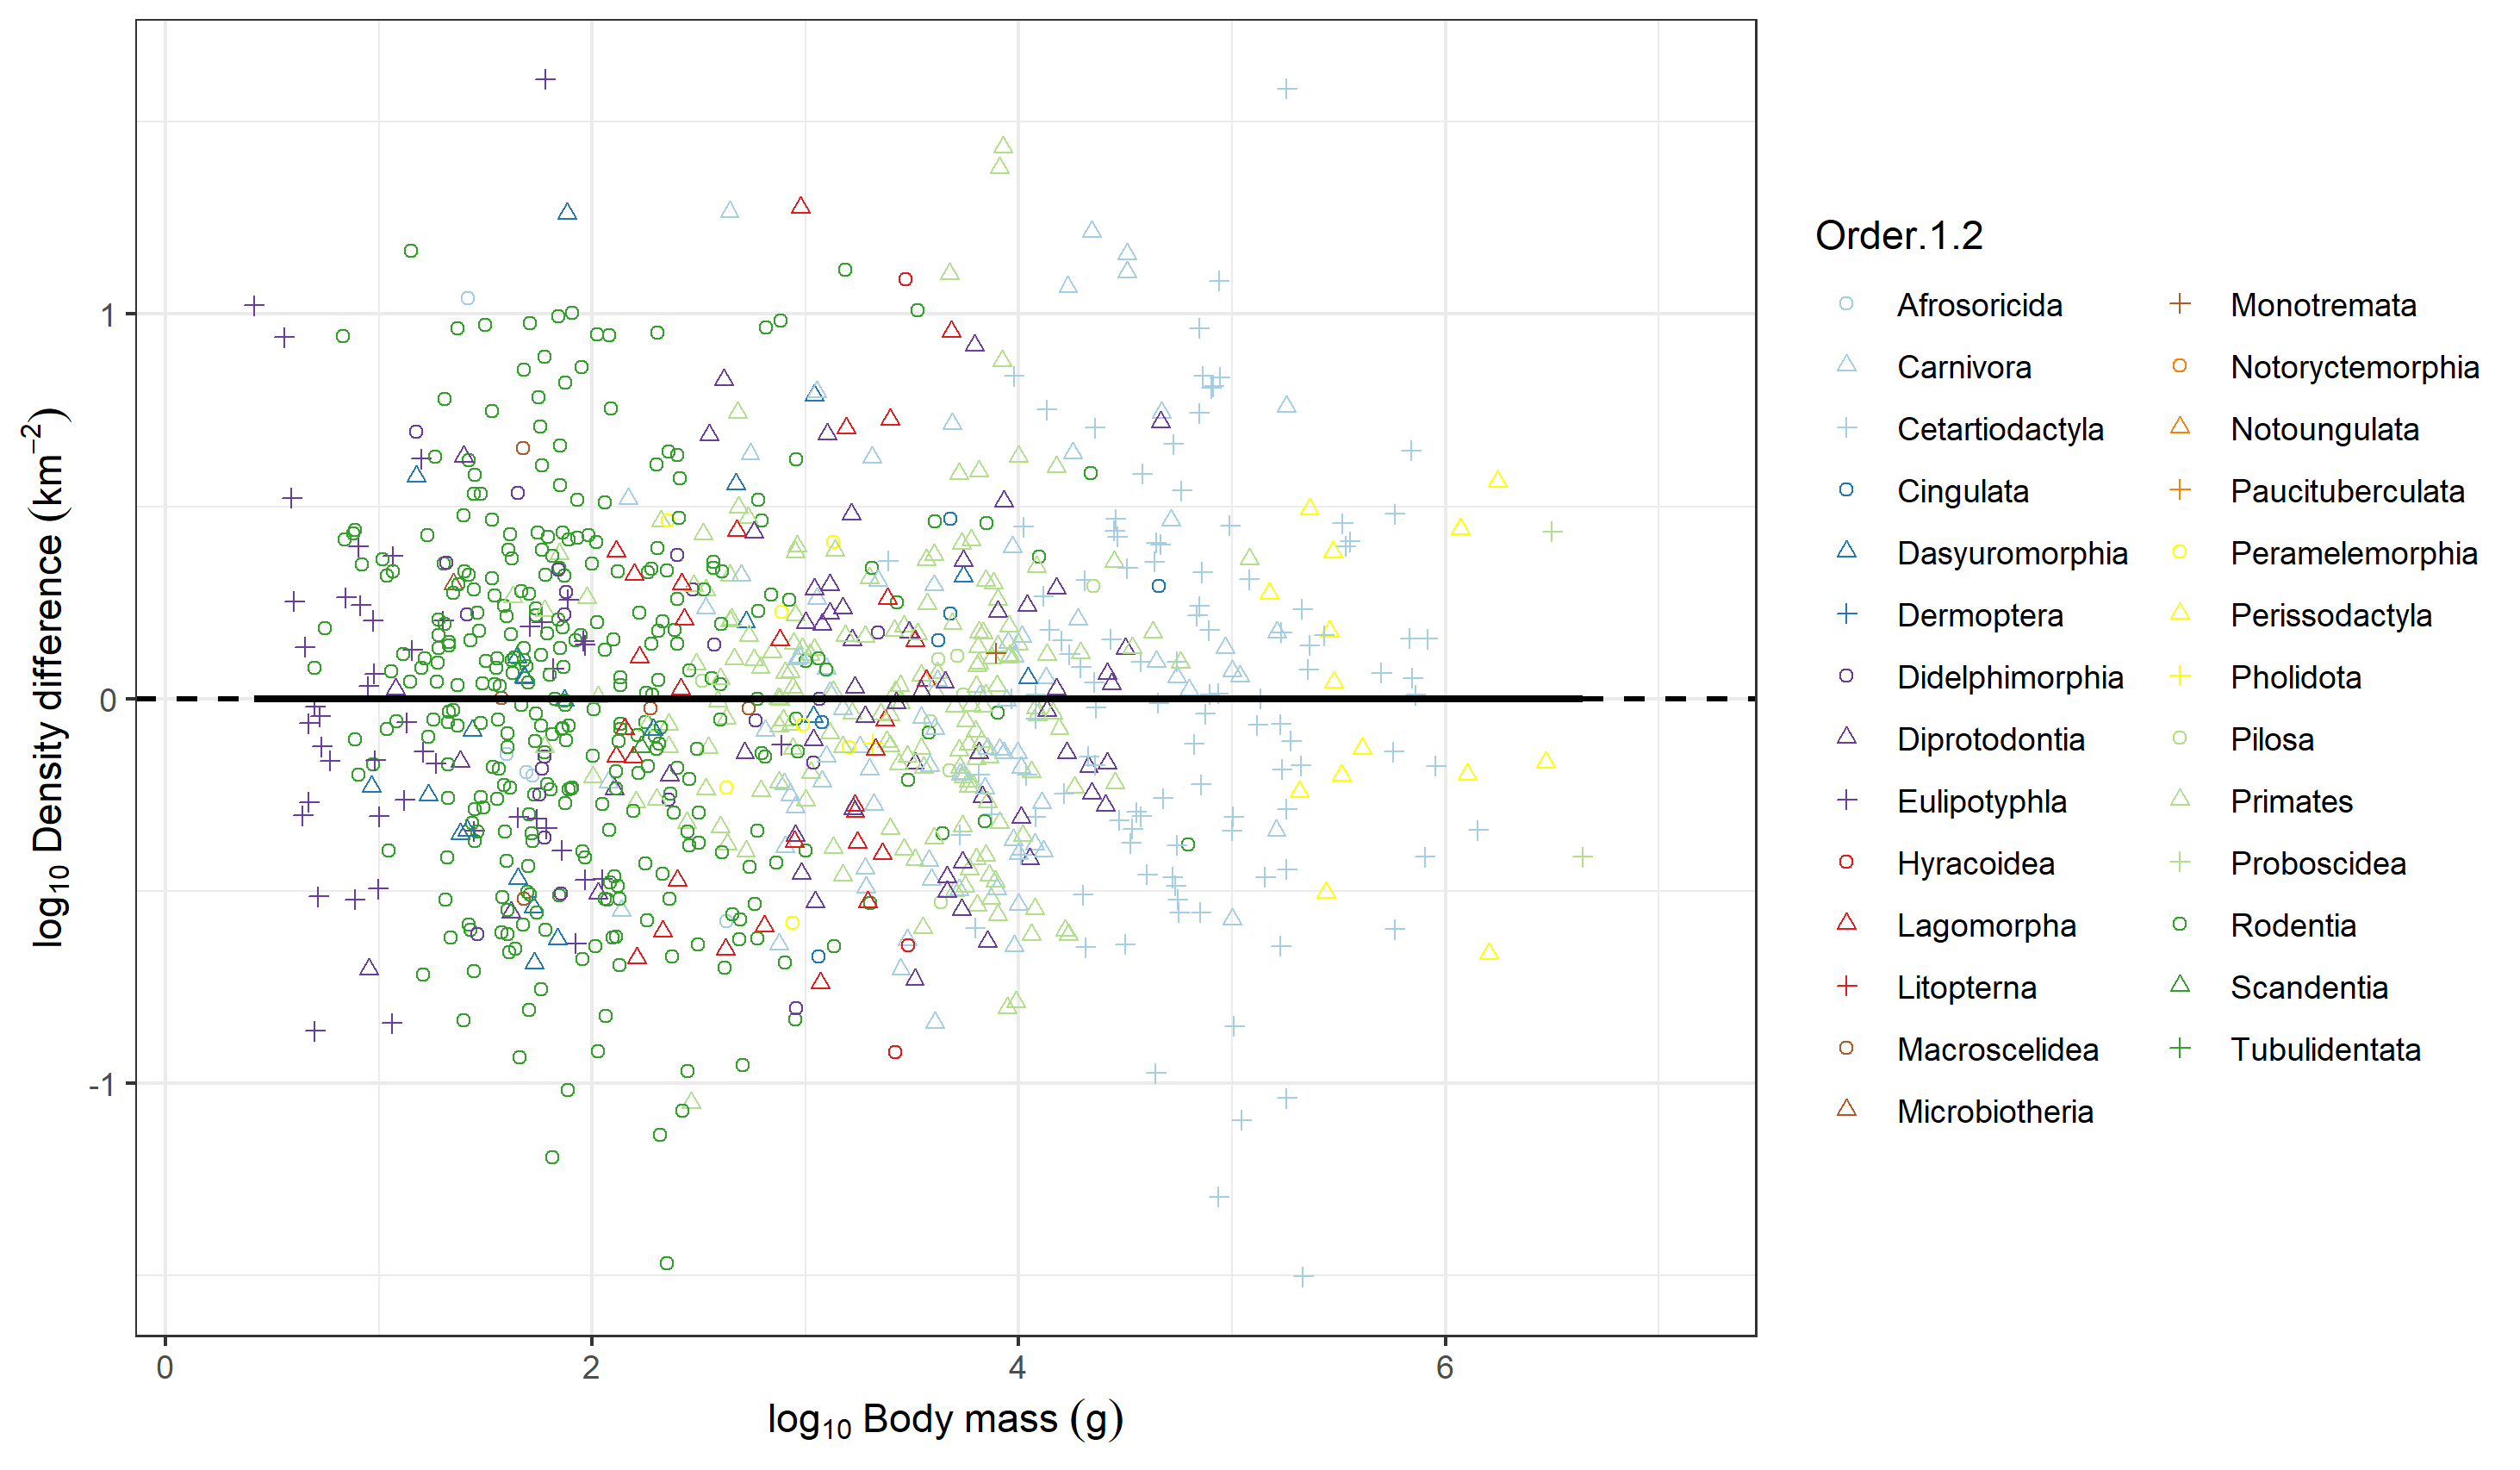 log10 Density difference (km−2)
1
0
-1
0 2 4 6
log10 Body mass (g)
Order.1.2
Afrosoricida
Carnivora
Cetartiodactyla
Cingulata
Dasyuromorphia
Dermoptera
Didelphimorphia
Diprotodontia
Eulipotyphla
Hyracoidea
Lagomorpha
Litopterna
Macroscelidea
Microbiotheria
Monotremata
Notoryctemorphia
Notoungulata
Paucituberculata
Peramelemorphia
Perissodactyla
Pholidota
Pilosa
Primates
Proboscidea
Rodentia
Scandentia
Tubulidentata